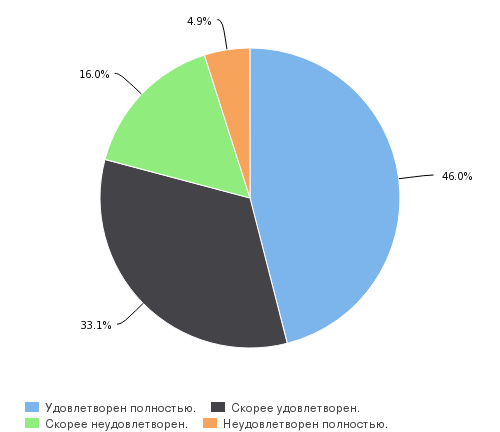 4.9%
16.0%
46.0%
33.1%
Удовлетворен полностью. Скорее удовлетворен.
Скорее неудовлетворен. Неудовлетворен полностью.